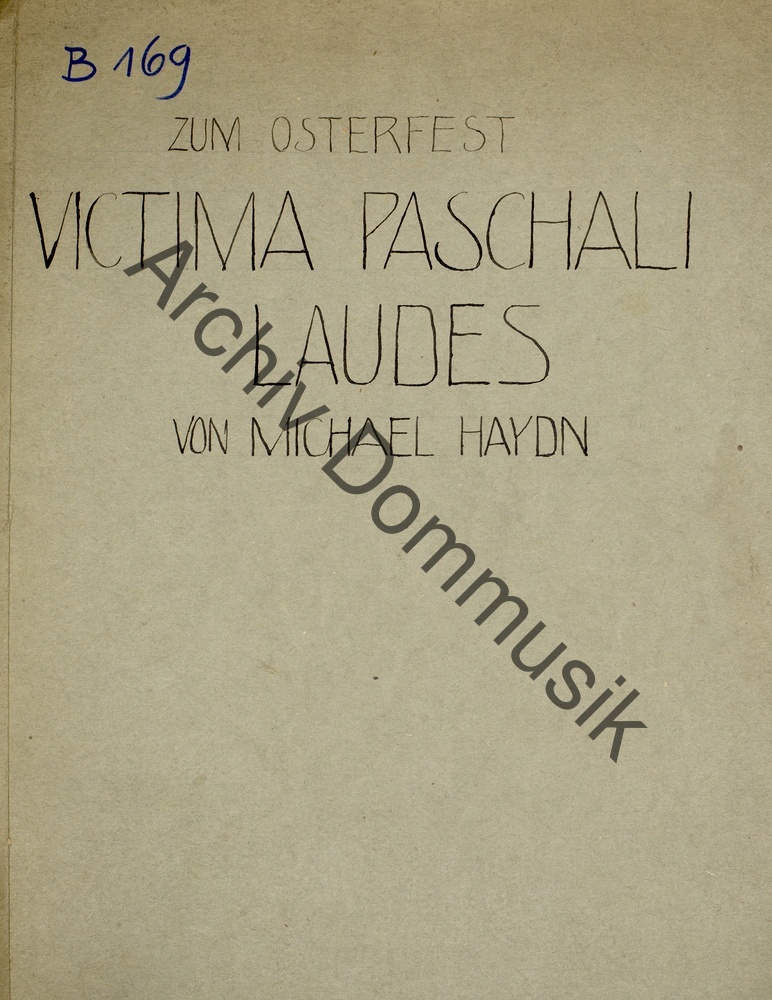 B 169
ZUM OSTERFEST
VICTIMA PASCHALI
LAUDES
VON MICHAEL HAYDN
Archiv Dommusik